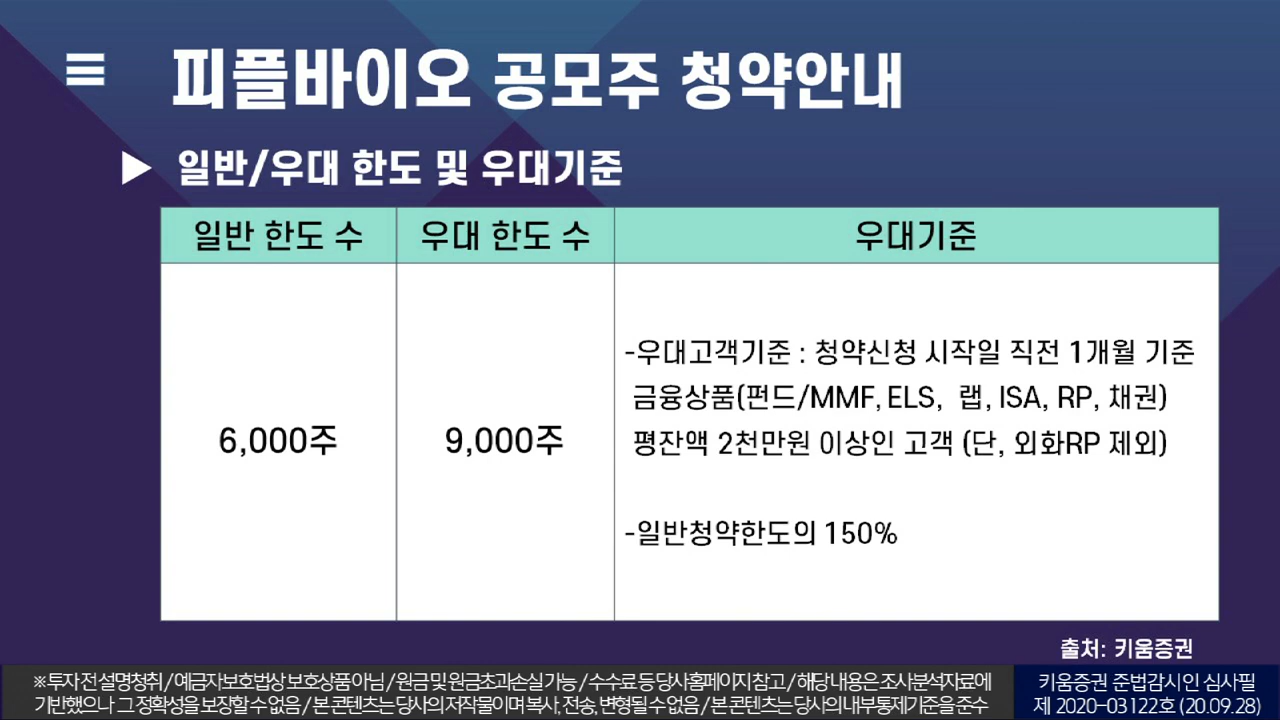 피플바이오 공모주 청약안내
▶ 일반/우대 한도 및 우대기준
일반 한도 수 우대 한도 수 우대기준
-우대고객기준 : 청약신청 시작일 직전 1개월 기준
금융상품(펀드/MMF, ELS, 랩, ISA, RP, 채권)
6,000주 9,000주 평잔액 2천만원 이상인 고객 (단, 외화RP 제외)
-일반청약한도의 150%
출처: 키움증권
※ 투자 전 설명청취 / 예금자보호법상 보호상품 아님 / 원금 및 원금초과손실 가능 / 수수료 등 당사홈페이지 참고 / 해당 내용은 조사분석자료에
기반했으나 그 정확성을 보장할 수 없음 / 본 콘텐츠는 당사의 저작물이며 복사, 전송, 변형될 수 없음 / 본 콘텐츠는 당사의 내부통제기준을 준수
키움증권 준법감시인 심사필
제 2020-03122호 (20.09.28)